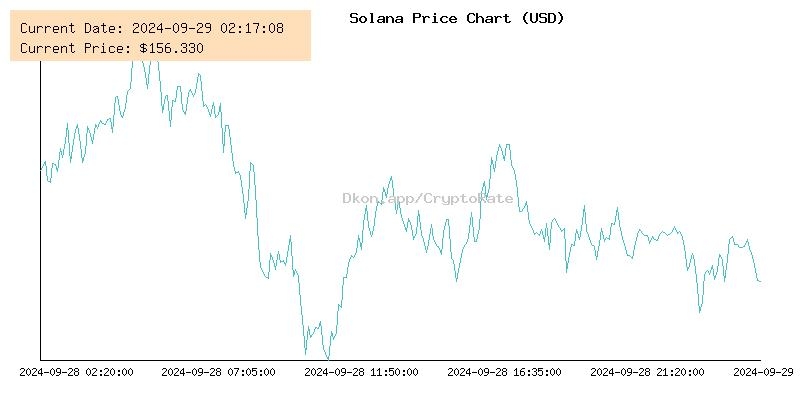 Solana Price Chart (USD)
Current Date: 2024-09-29 02:17:08
Current Price: $156.330
Dkon.app/CryptoKate
2024-09-28 02:20:00
2024-09-28 07:05:00
2024-09-28 11:50:00
2024-09-28 16:35:00
2024-09-28 21:20:00
2024-09-29